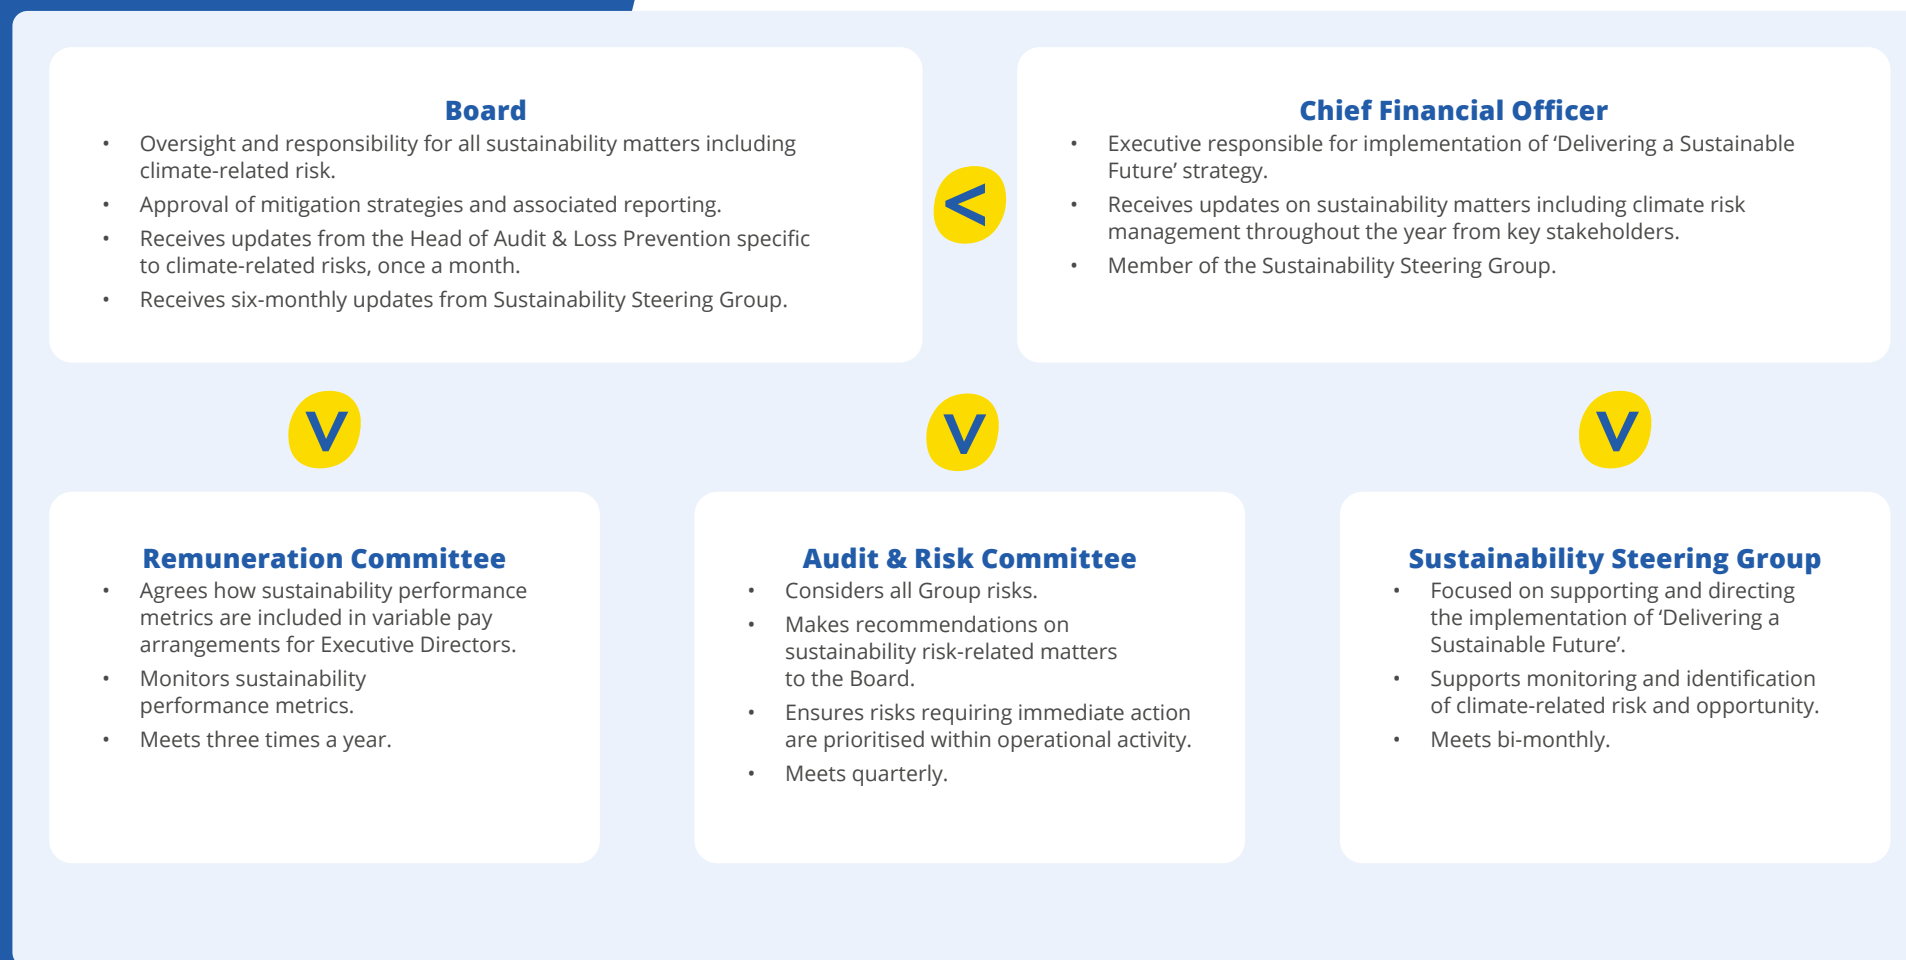 Board
• Oversight and responsibility for all sustainability matters including
climate-related risk.
• Approval of mitigation strategies and associated reporting.
• Receives updates from the Head of Audit & Loss Prevention specific
to climate-related risks, once a month.
• Receives six-monthly updates from Sustainability Steering Group.
<
Chief Financial Officer
• Executive responsible for implementation of ‘Delivering a Sustainable
Future’ strategy.
• Receives updates on sustainability matters including climate risk
management throughout the year from key stakeholders.
• Member of the Sustainability Steering Group.
V
V
V
Remuneration Committee
• Agrees how sustainability performance
metrics are included in variable pay
arrangements for Executive Directors.
• Monitors sustainability
performance metrics.
• Meets three times a year.
Audit & Risk Committee
• Considers all Group risks.
• Makes recommendations on
sustainability risk-related matters
to the Board.
• Ensures risks requiring immediate action
are prioritised within operational activity.
• Meets quarterly.
Sustainability Steering Group
• Focused on supporting and directing
the implementation of ‘Delivering a
Sustainable Future’.
• Supports monitoring and identification
of climate-related risk and opportunity.
• Meets bi-monthly.